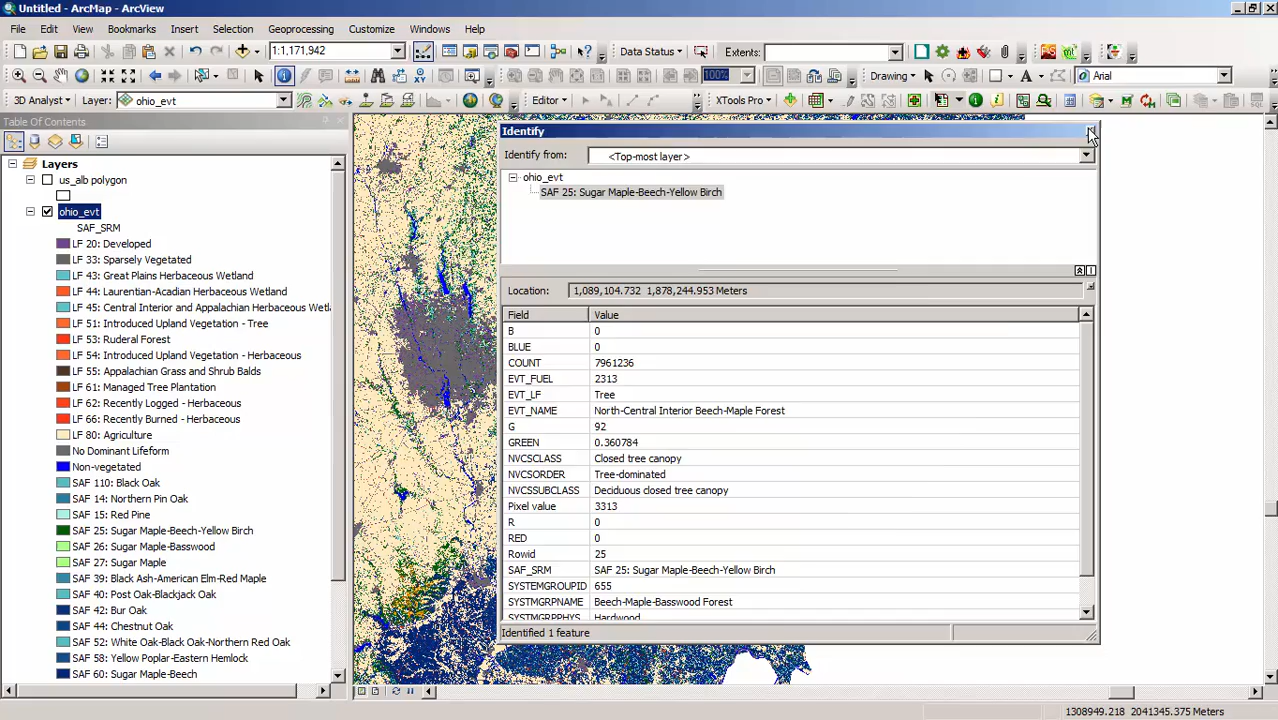 Untitled - ArcMap - ArcView
File Edit View Bookmarks Insert Selection Geoprocessing Customize Windows Help
1:1,171,942 Data Status Extents:
100% Drawing A Arial
3D Analyst Layer: ohio_evt Editor XTools Pro
Table Of Contents
Layers
us_alb polygon
ohio_evt
SAF_SRM
LF 20: Developed
LF 33: Sparsely Vegetated
LF 43: Great Plains Herbaceous Wetland
LF 44: Laurentian-Acadian Herbaceous Wetland
LF 45: Central Interior and Appalachian Herbaceous Wetl
LF 51: Introduced Upland Vegetation - Tree
LF 53: Ruderal Forest
LF 54: Introduced Upland Vegetation - Herbaceous
LF 55: Appalachian Grass and Shrub Balds
LF 61: Managed Tree Plantation
LF 62: Recently Logged - Herbaceous
LF 66: Recently Burned - Herbaceous
LF 80: Agriculture
No Dominant Lifeform
Non-vegetated
SAF 110: Black Oak
SAF 14: Northern Pin Oak
SAF 15: Red Pine
SAF 25: Sugar Maple-Beech-Yellow Birch
SAF 26: Sugar Maple-Basswood
SAF 27: Sugar Maple
SAF 39: Black Ash-American Elm-Red Maple
SAF 40: Post Oak-Blackjack Oak
SAF 42: Bur Oak
SAF 44: Chestnut Oak
SAF 52: White Oak-Black Oak-Northern Red Oak
SAF 58: Yellow Poplar-Eastern Hemlock
SAF 60: Sugar Maple-Beech
Identify
Identify from: <Top-most layer>
ohio_evt
SAF 25: Sugar Maple-Beech-Yellow Birch
Location: 1,089,104.732 1,878,244.953 Meters
Field Value
B 0
BLUE 0
COUNT 7961236
EVT_FUEL 2313
EVT_LF Tree
EVT_NAME North-Central Interior Beech-Maple Forest
G 92
GREEN 0.360784
NVCSCLASS Closed tree canopy
NVCSORDER Tree-dominated
NVCSSUBCLASS Deciduous closed tree canopy
Pixel value 3313
R 0
RED 0
Rowid 25
SAF_SRM SAF 25: Sugar Maple-Beech-Yellow Birch
SYSTEMGROUPID 655
SYSTMGRPNAME Beech-Maple-Basswood Forest
SYSTMGRPPHYS Hardwood
Identified 1 feature
1308949.218 2041345.375 Meters